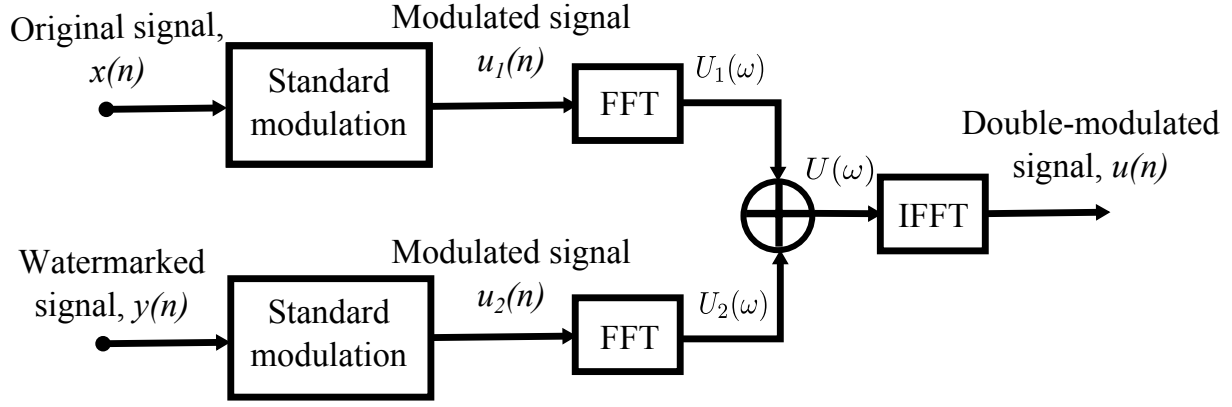 Original signal,
x(n)
Standard
modulation
Modulated signal
u₁(n)
FFT
U₁(ω)
Watermarked
signal, y(n)
Standard
modulation
Modulated signal
u₂(n)
FFT
U₂(ω)
U(ω)
IFFT
Double-modulated
signal, u(n)